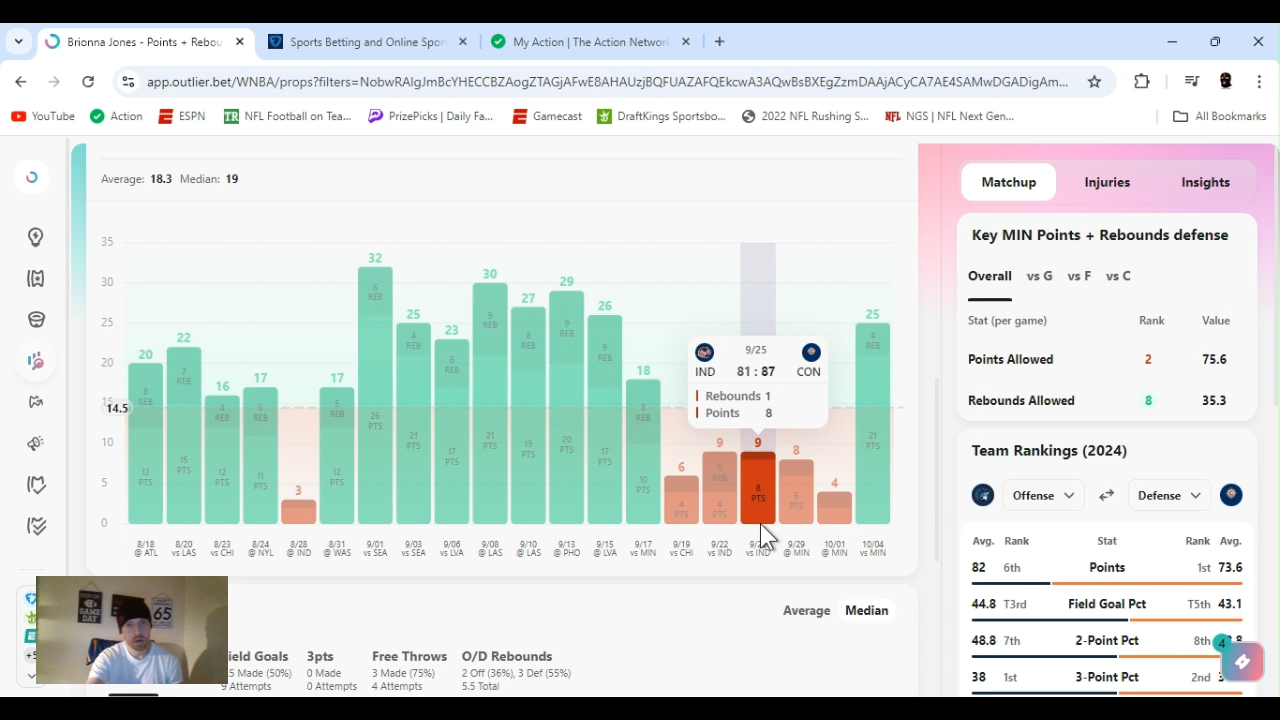 Brionna Jones - Points + Rebou
Sports Betting and Online Spor
My Action | The Action Network
app.outlier.bet/WNBA/props?filters=NobwRAlgJmBcYHECCBZAogZTAGjAFwE8AHAUzjBQFUAZAFQEkcwA3AQwBsBXEgZzmDAAjACyCA7AE4SAMwDGADigAm...
YouTube
Action
ESPN
NFL Football on Tea...
PrizePicks | Daily Fa...
Gamecast
DraftKings Sportsbo...
2022 NFL Rushing S...
NGS | NFL Next Gen...
All Bookmarks
Average: 18.3 Median: 19
35
30
25
20
15
14.5
10
5
0
20
8 REB
12 PTS
22
7 REB
15 PTS
16
4 REB
12 PTS
17
6 REB
11 PTS
3
17
5 REB
12 PTS
32
6 REB
26 PTS
25
4 REB
21 PTS
23
6 REB
17 PTS
30
9 REB
21 PTS
27
8 REB
19 PTS
29
9 REB
20 PTS
26
9 REB
17 PTS
18
8 REB
10 PTS
6
4 PTS
9
5 REB
4 PTS
9
8 PTS
8
6 PTS
4
25
4 REB
21 PTS
9/25
IND 81 : 87 CON
Rebounds 1
Points 8
8/18 @ ATL
8/20 vs LAS
8/23 vs CHI
8/24 @ NYL
8/28 @ IND
8/31 @ WAS
9/01 vs SEA
9/03 vs SEA
9/06 vs LVA
9/08 @ LAS
9/10 @ LAS
9/13 @ PHO
9/15 @ LVA
9/17 vs MIN
9/19 vs CHI
9/22 vs IND
vs IND
9/29 @ MIN
10/01 @ MIN
10/04 vs MIN
Average Median
ield Goals
.5 Made (50%)
9 Attempts
3pts
0 Made
0 Attempts
Free Throws
3 Made (75%)
4 Attempts
O/D Rebounds
2 Off (36%), 3 Def (55%)
5.5 Total
GAME DAY
65
Matchup Injuries Insights
Key MIN Points + Rebounds defense
Overall vs G vs F vs C
Stat (per game) Rank Value
Points Allowed 2 75.6
Rebounds Allowed 8 35.3
Team Rankings (2024)
Offense Defense
Avg. Rank Stat Rank Avg.
82 6th Points 1st 73.6
44.8 T3rd Field Goal Pct T5th 43.1
48.8 7th 2-Point Pct 8th
38 1st 3-Point Pct 2nd
4